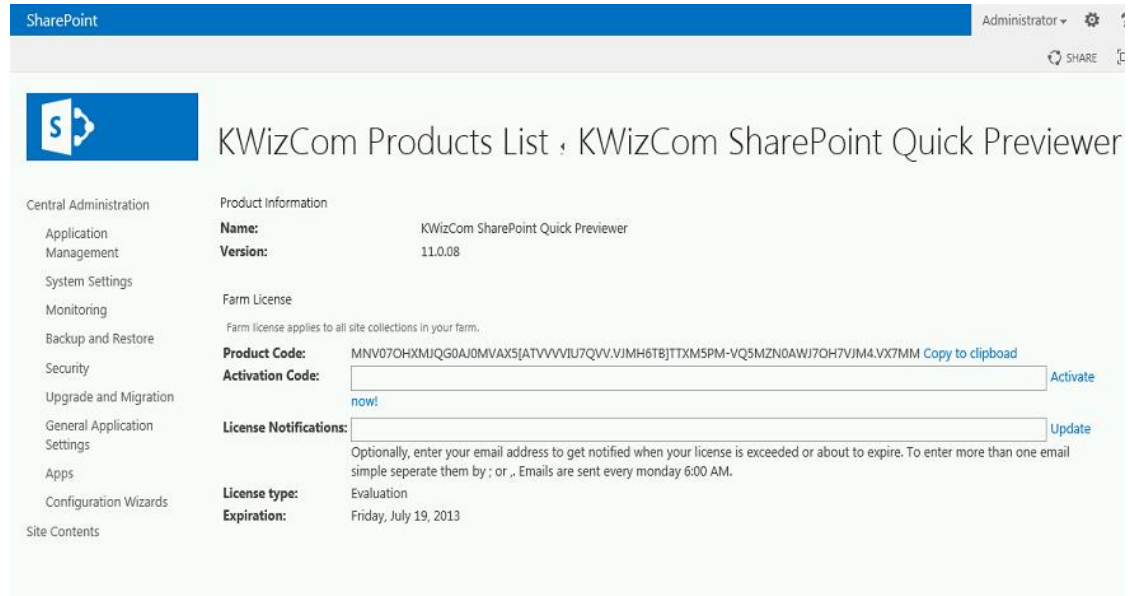 SharePoint
Administrator
?
SHARE
S
KWizCom Products List › KWizCom SharePoint Quick Previewer
Central Administration
Application
Management
System Settings
Monitoring
Backup and Restore
Security
Upgrade and Migration
General Application
Settings
Apps
Configuration Wizards
Site Contents
Product Information
Name: KWizCom SharePoint Quick Previewer
Version: 11.0.08
Farm License
Farm license applies to all site collections in your farm.
Product Code: MNV07OHXMJQG0AJ0MVAX5[ATVVVVIU7QVV.VJMH6TB]TTXM5PM-VQ5MZN0AWJ7OH7VJM4.VX7MM Copy to clipboad
Activation Code: Activate
now!
License Notifications: Update
Optionally, enter your email address to get notified when your license is exceeded or about to expire. To enter more than one email
simple seperate them by ; or ,. Emails are sent every monday 6:00 AM.
License type: Evaluation
Expiration: Friday, July 19, 2013